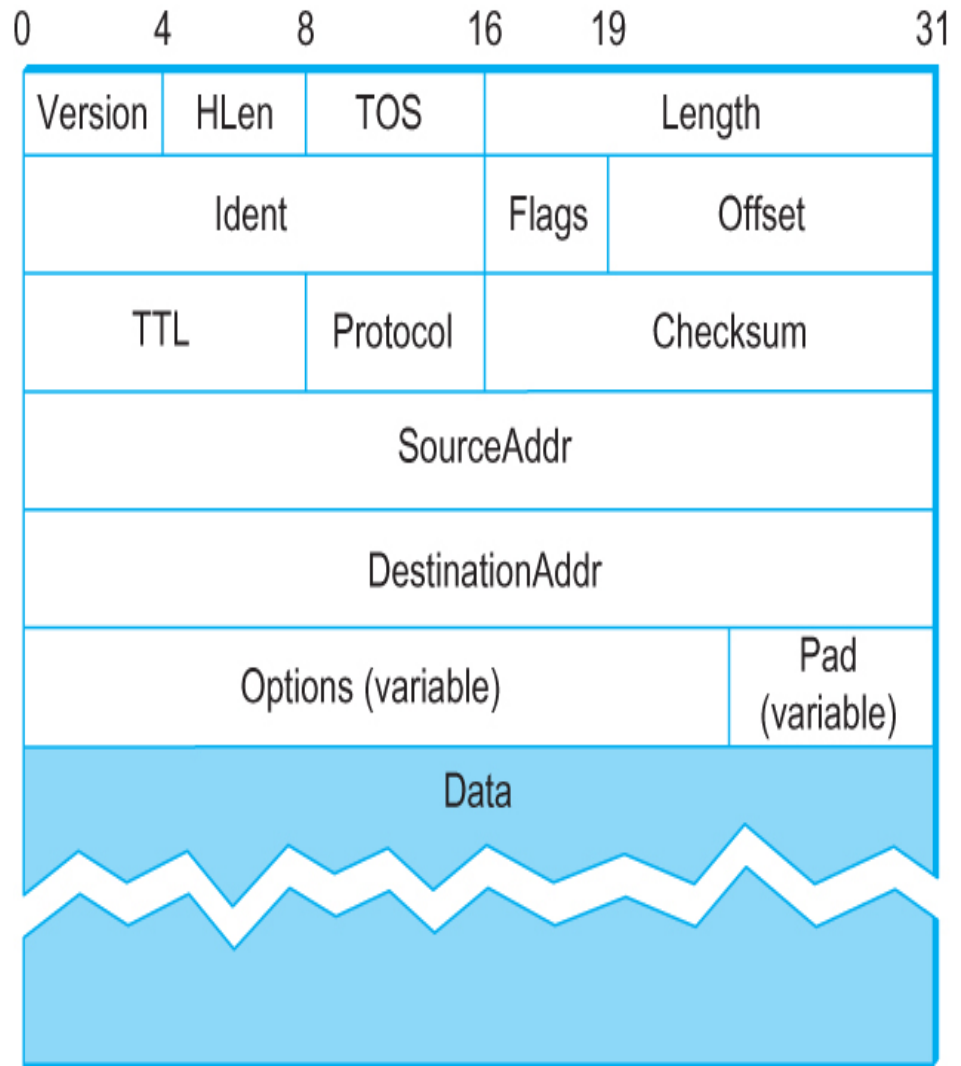 0 4 8 16 19 31
Version HLen TOS Length
Ident Flags Offset
TTL Protocol Checksum
SourceAddr
DestinationAddr
Options (variable) Pad
(variable)
Data